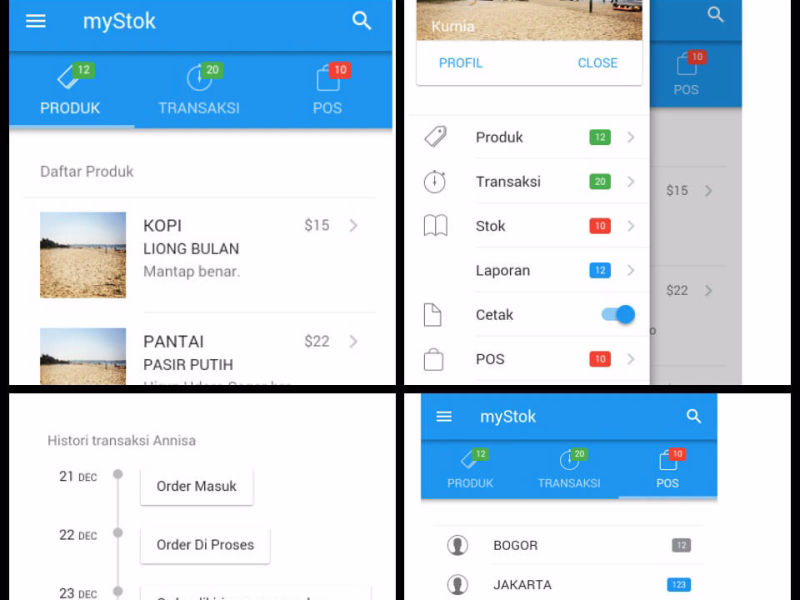 myStok
12
20
10
PRODUK
TRANSAKSI
POS
Daftar Produk
KOPI
$15
LIONG BULAN
Mantap benar.
PANTAI
$22
PASIR PUTIH
Kurnia
PROFIL
CLOSE
10
POS
Produk
12
Transaksi
20
$15
Stok
10
Laporan
12
$22
Cetak
POS
10
Histori transaksi Annisa
21 DEC
Order Masuk
22 DEC
Order Di Proses
23 DEC
myStok
12
20
10
PRODUK
TRANSAKSI
POS
BOGOR
12
JAKARTA
123